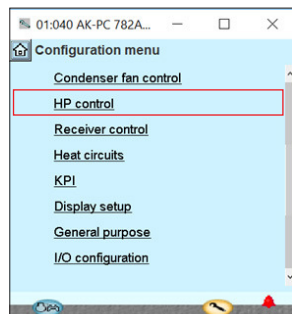 01:040 AK-PC 782A...
Configuration menu
Condenser fan control
HP control
Receiver control
Heat circuits
KPI
Display setup
General purpose
I/O configuration